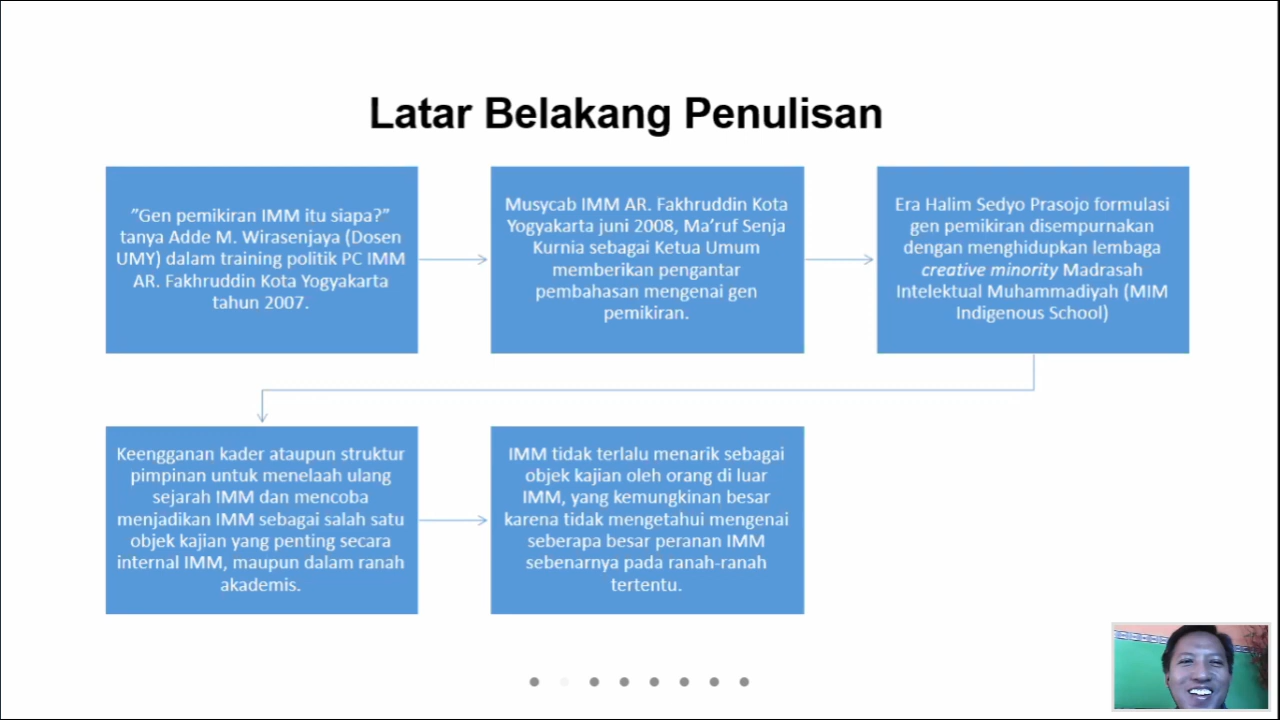 Latar Belakang Penulisan
”Gen pemikiran IMM itu siapa?”
tanya Adde M. Wirasenjaya (Dosen
UMY) dalam training politik PC IMM
AR. Fakhruddin Kota Yogyakarta
tahun 2007.
Musycab IMM AR. Fakhruddin Kota
Yogyakarta juni 2008, Ma’ruf Senja
Kurnia sebagai Ketua Umum
memberikan pengantar
pembahasan mengenai gen
pemikiran.
Era Halim Sedyo Prasojo formulasi
gen pemikiran disempurnakan
dengan menghidupkan lembaga
creative minority Madrasah
Intelektual Muhammadiyah (MIM
Indigenous School)
Keengganan kader ataupun struktur
pimpinan untuk menelaah ulang
sejarah IMM dan mencoba
menjadikan IMM sebagai salah satu
objek kajian yang penting secara
internal IMM, maupun dalam ranah
akademis.
IMM tidak terlalu menarik sebagai
objek kajian oleh orang di luar
IMM, yang kemungkinan besar
karena tidak mengetahui mengenai
seberapa besar peranan IMM
sebenarnya pada ranah-ranah
tertentu.